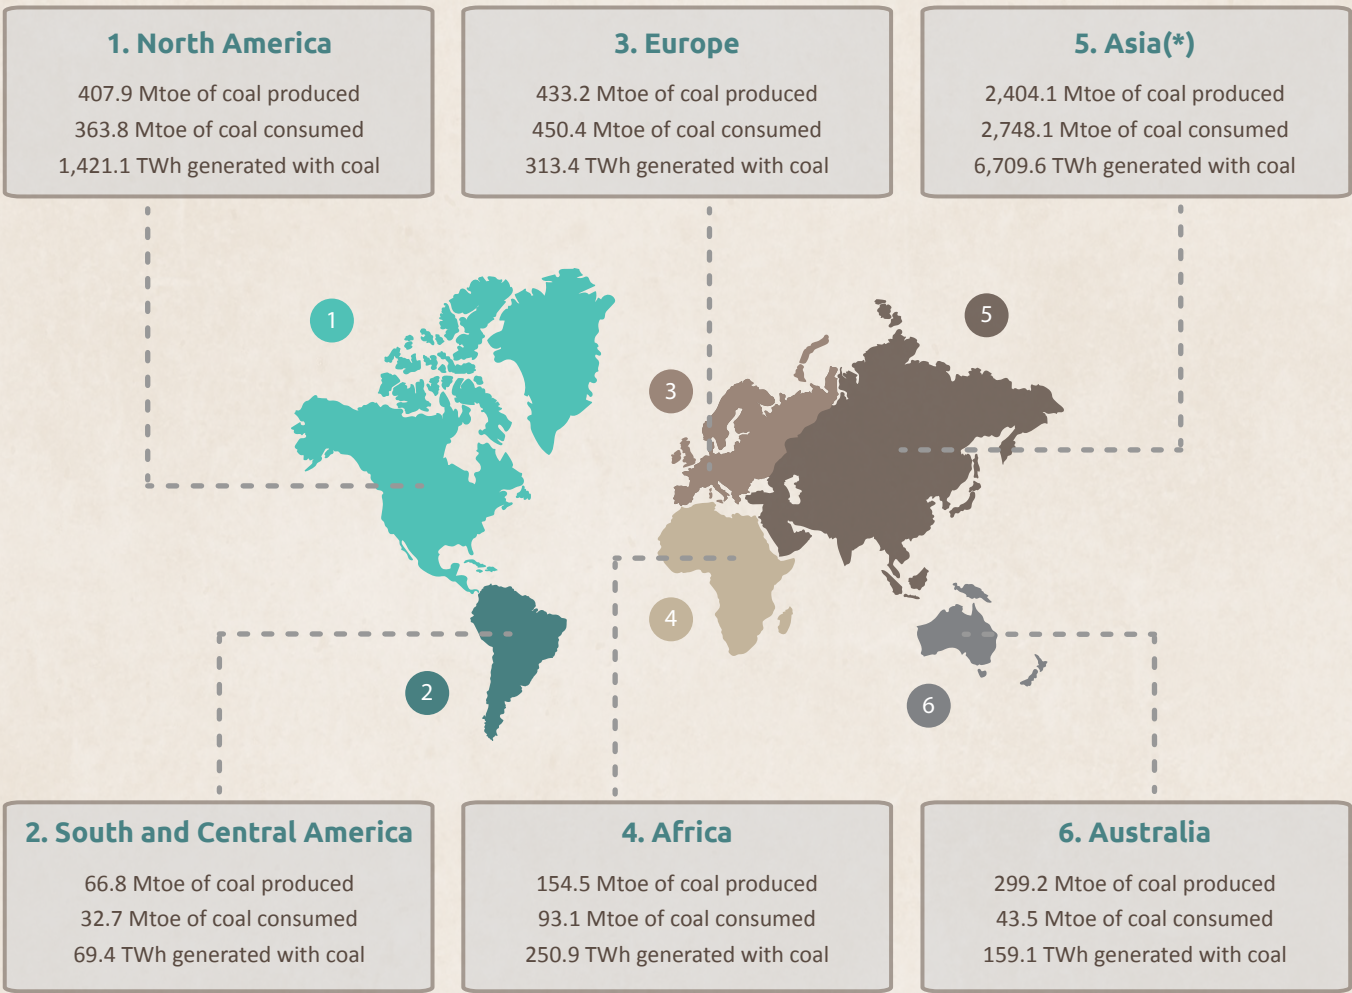 1. North America
407.9 Mtoe of coal produced
363.8 Mtoe of coal consumed
1,421.1 TWh generated with coal
3. Europe
433.2 Mtoe of coal produced
450.4 Mtoe of coal consumed
313.4 TWh generated with coal
5. Asia(*)
2,404.1 Mtoe of coal produced
2,748.1 Mtoe of coal consumed
6,709.6 TWh generated with coal
1
5
3
4
2
6
2. South and Central America
66.8 Mtoe of coal produced
32.7 Mtoe of coal consumed
69.4 TWh generated with coal
4. Africa
154.5 Mtoe of coal produced
93.1 Mtoe of coal consumed
250.9 TWh generated with coal
6. Australia
299.2 Mtoe of coal produced
43.5 Mtoe of coal consumed
159.1 TWh generated with coal